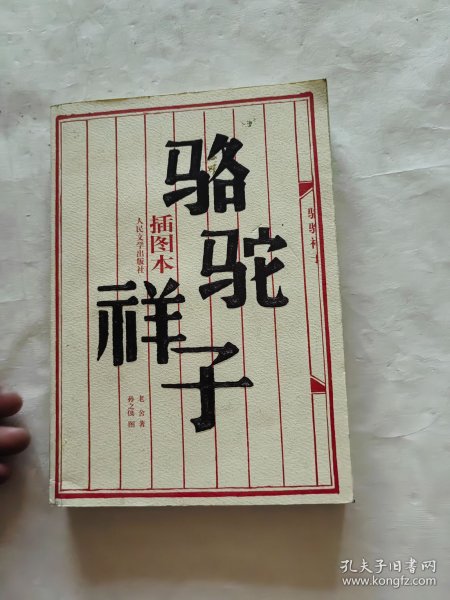 骆驼
祥子
插图本
人民文学出版社
老舍 著
孙之俊 图
骆驼祥子
孔夫子旧书网
www.kongfz.com